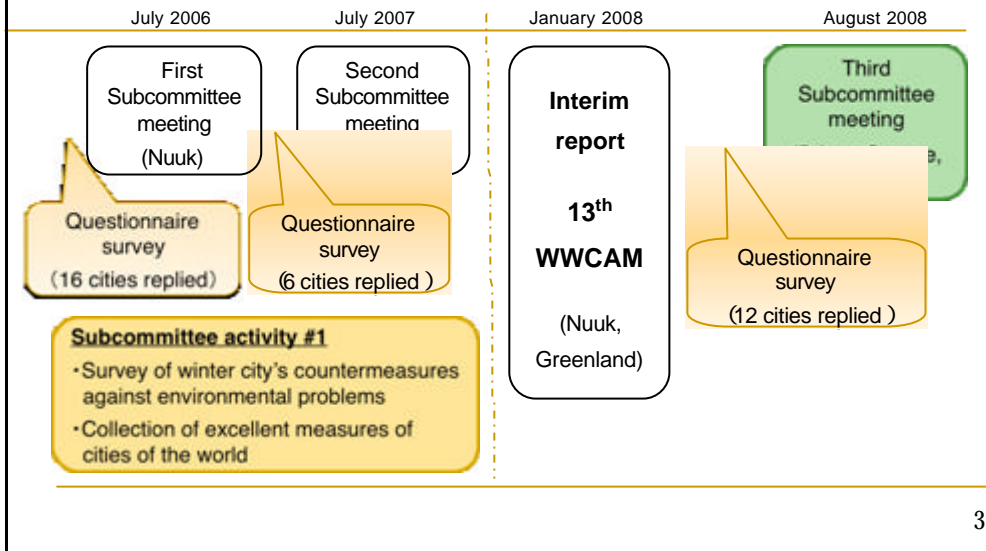 July 2006
July 2007
January 2008
August 2008
First
Subcommittee
meeting
(Nuuk)
Second
Subcommittee
meeting
Interim
report
13th
WWCAM
(Nuuk,
Greenland)
Third
Subcommittee
meeting
Questionnaire
survey
(16 cities replied)
Questionnaire
survey
(6 cities replied )
Questionnaire
survey
(12 cities replied )
Subcommittee activity #1
・Survey of winter city's countermeasures
against environmental problems
・Collection of excellent measures of
cities of the world
3